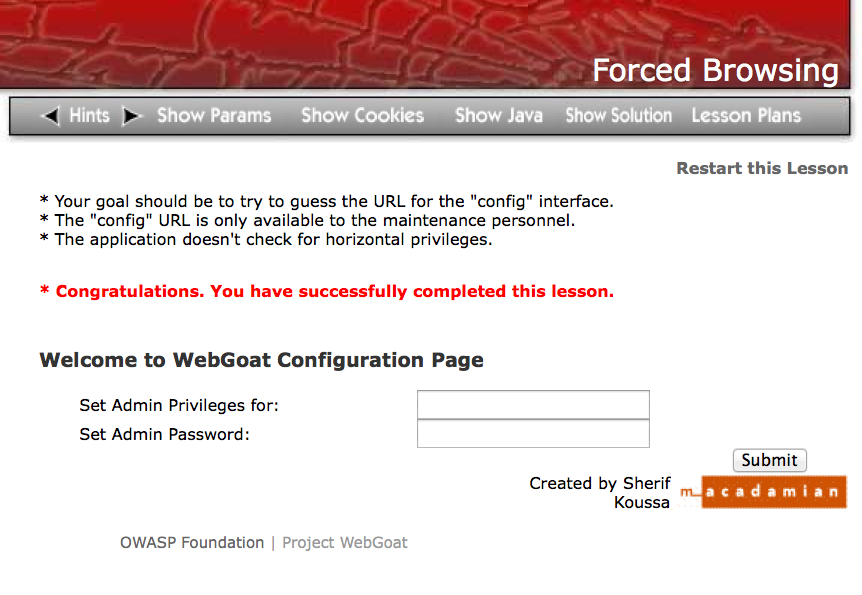 Forced Browsing
Hints Show Params Show Cookies Show Java Show Solution Lesson Plans
Restart this Lesson
* Your goal should be to try to guess the URL for the "config" interface.
* The "config" URL is only available to the maintenance personnel.
* The application doesn't check for horizontal privileges.
* Congratulations. You have successfully completed this lesson.
Welcome to WebGoat Configuration Page
Set Admin Privileges for:
Set Admin Password:
Submit
Created by Sherif
Koussa
m_acadamian
OWASP Foundation | Project WebGoat